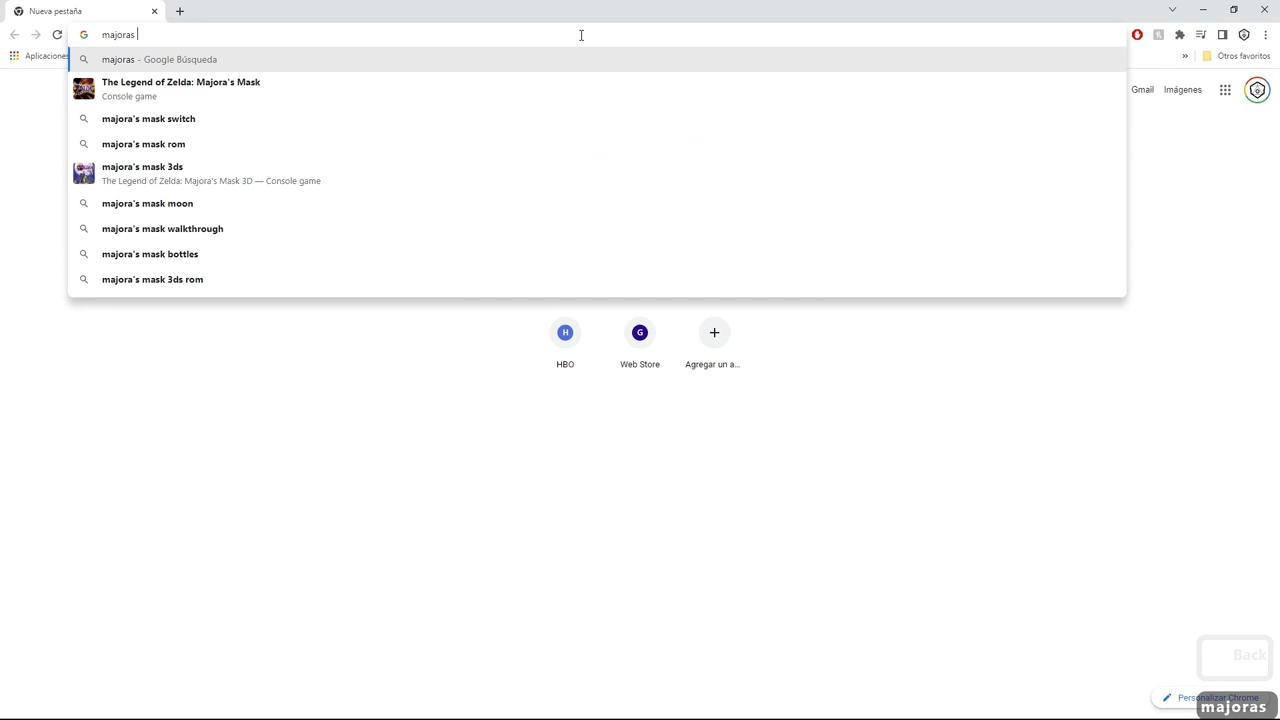 Nueva pestaña
majoras
Aplicaciones
Otros favoritos
majoras - Google Búsqueda
The Legend of Zelda: Majora's Mask
Console game
Gmail Imágenes
majora's mask switch
majora's mask rom
majora's mask 3ds
The Legend of Zelda: Majora's Mask 3D — Console game
majora's mask moon
majora's mask walkthrough
majora's mask bottles
majora's mask 3ds rom
H
G
HBO
Web Store
Agregar un a...
Back
Personalizar Chrome
majoras